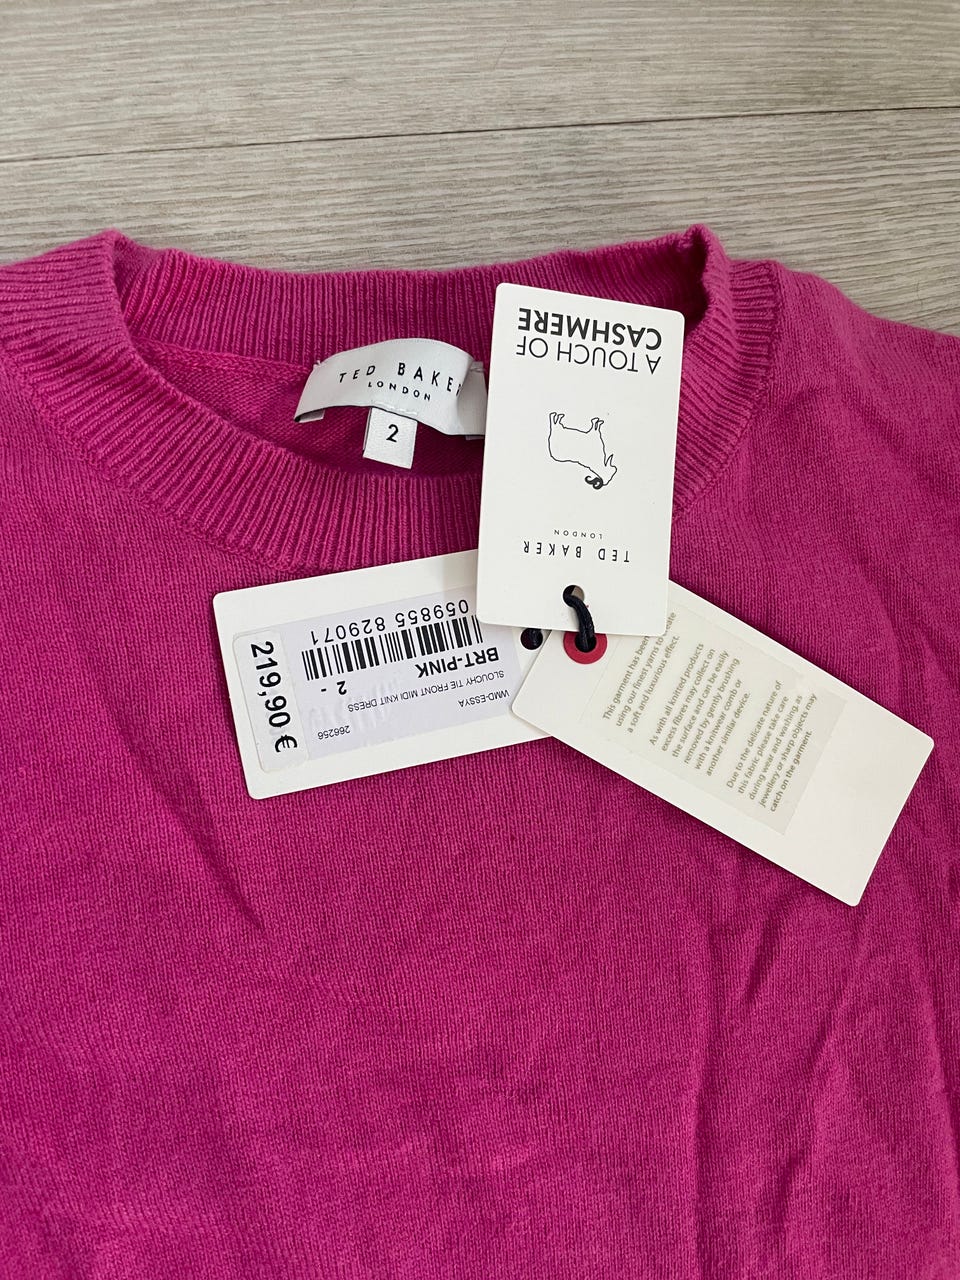 TED BAKER
LONDON
2
A TOUCH OF
CASHMERE
TED BAKER
LONDON
219,90 €
266256
WMD-ESSYA
SLOUCHY TIE FRONT MIDI KNIT DRESS
BRT-PINK
2 -
059855 829071
This garment has been
using our finest yarns to create
a soft and luxurious effect.
As with all knitted products
excess fibres may collect on
the surface and can be easily
removed by gently brushing
with a knitwear comb or
another similar device.
Due to the delicate nature of
this fabric please take care
during wear and washing, as
jewellery or sharp objects may
catch on the garment.